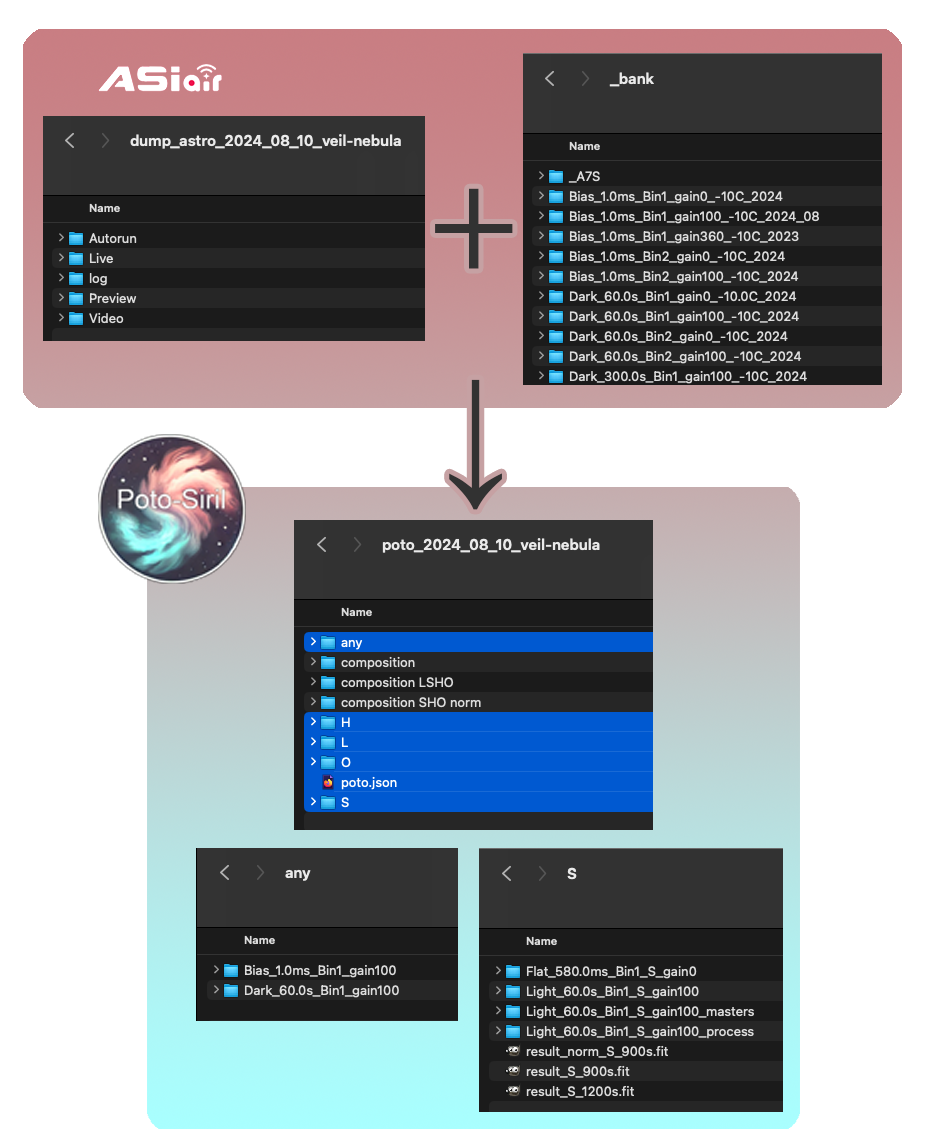 ASiair
dump_astro_2024_08_10_veil-nebula
Name
Autorun
Live
log
Preview
Video
_bank
Name
_A7S
Bias_1.0ms_Bin1_gain0_-10C_2024
Bias_1.0ms_Bin1_gain100_-10C_2024_08
Bias_1.0ms_Bin1_gain360_-10C_2023
Bias_1.0ms_Bin2_gain0_-10C_2024
Bias_1.0ms_Bin2_gain100_-10C_2024
Dark_60.0s_Bin1_gain0_-10.0C_2024
Dark_60.0s_Bin1_gain100_-10C_2024
Dark_60.0s_Bin2_gain0_-10C_2024
Dark_60.0s_Bin2_gain100_-10C_2024
Dark_300.0s_Bin1_gain100_-10C_2024
Poto-Siril
poto_2024_08_10_veil-nebula
Name
any
composition
composition LSHO
composition SHO norm
H
L
O
poto.json
S
any
Name
Bias_1.0ms_Bin1_gain100
Dark_60.0s_Bin1_gain100
S
Name
Flat_580.0ms_Bin1_S_gain0
Light_60.0s_Bin1_S_gain100
Light_60.0s_Bin1_S_gain100_masters
Light_60.0s_Bin1_S_gain100_process
result_norm_S_900s.fit
result_S_900s.fit
result_S_1200s.fit